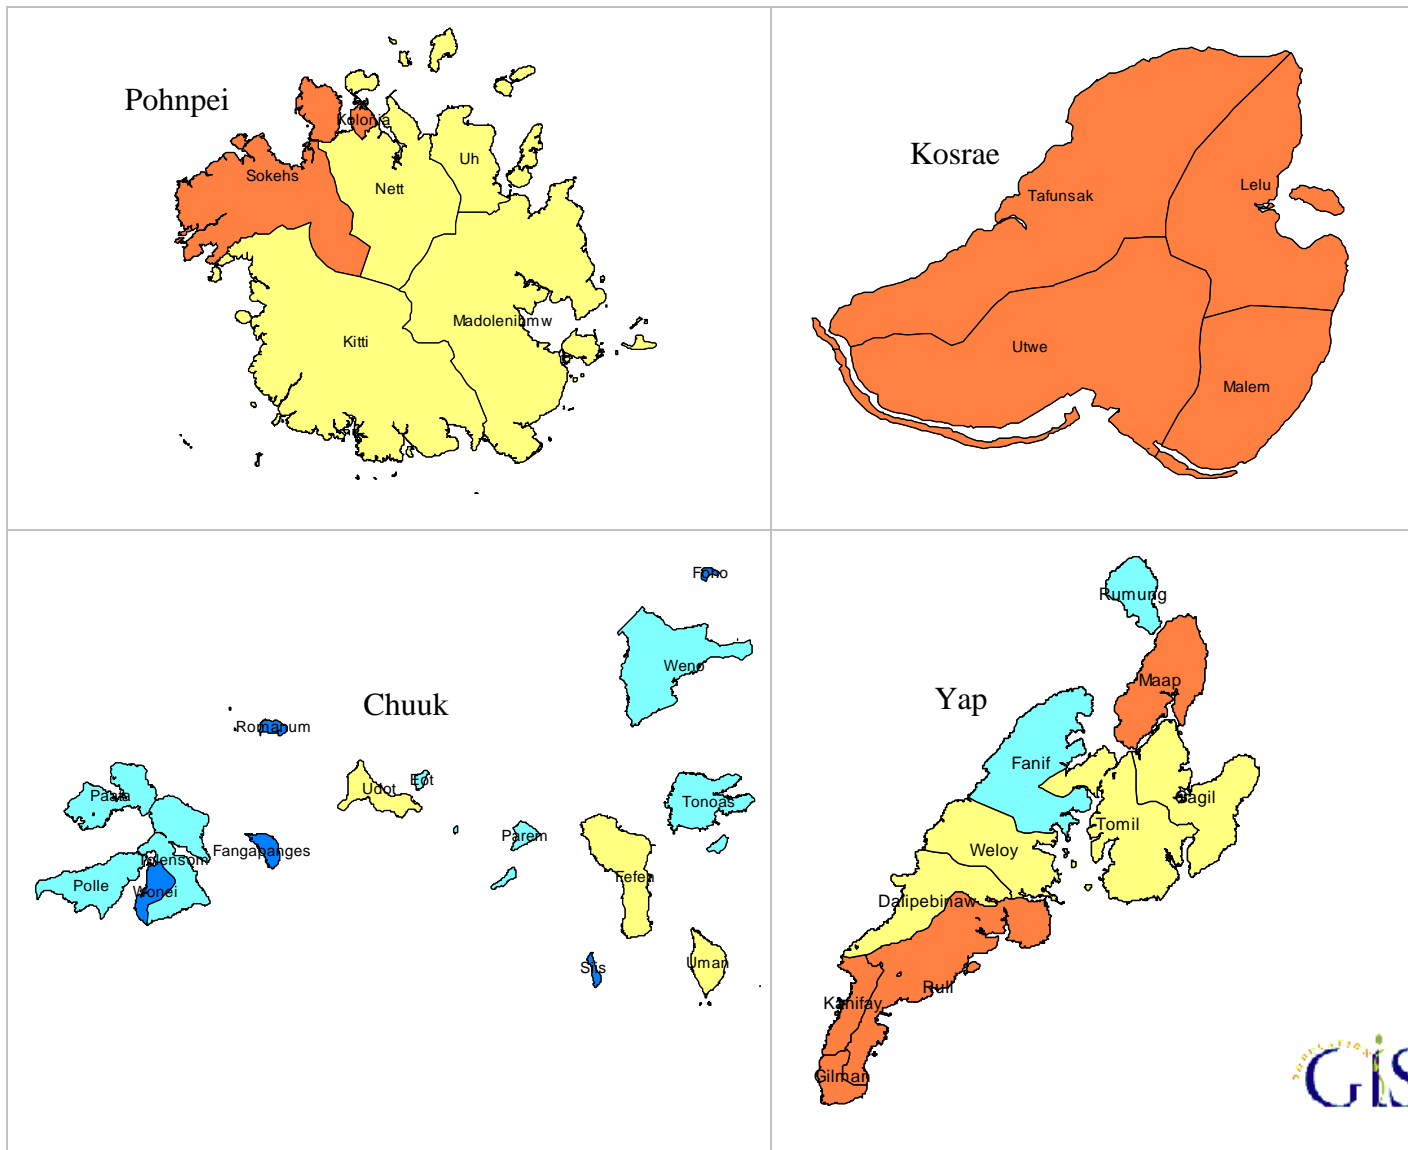 Pohnpei
Kolonia
Uh
Sokehs
Nett
Madolenihmw
Kitti
Kosrae
Tafunsak
Lelu
Utwe
Malem
Chuuk
Fono
Weno
Romanum
Udot
Eot
Paata
Tonoas
Parem
Fangapanges
Tolensom
Polle
Wonei
Fefen
Siis
Uman
Yap
Rumung
Maap
Fanif
Gagil
Tomil
Weloy
Dalipebinaw
Rull
Kanifay
Gilman
POPULATION
GIS